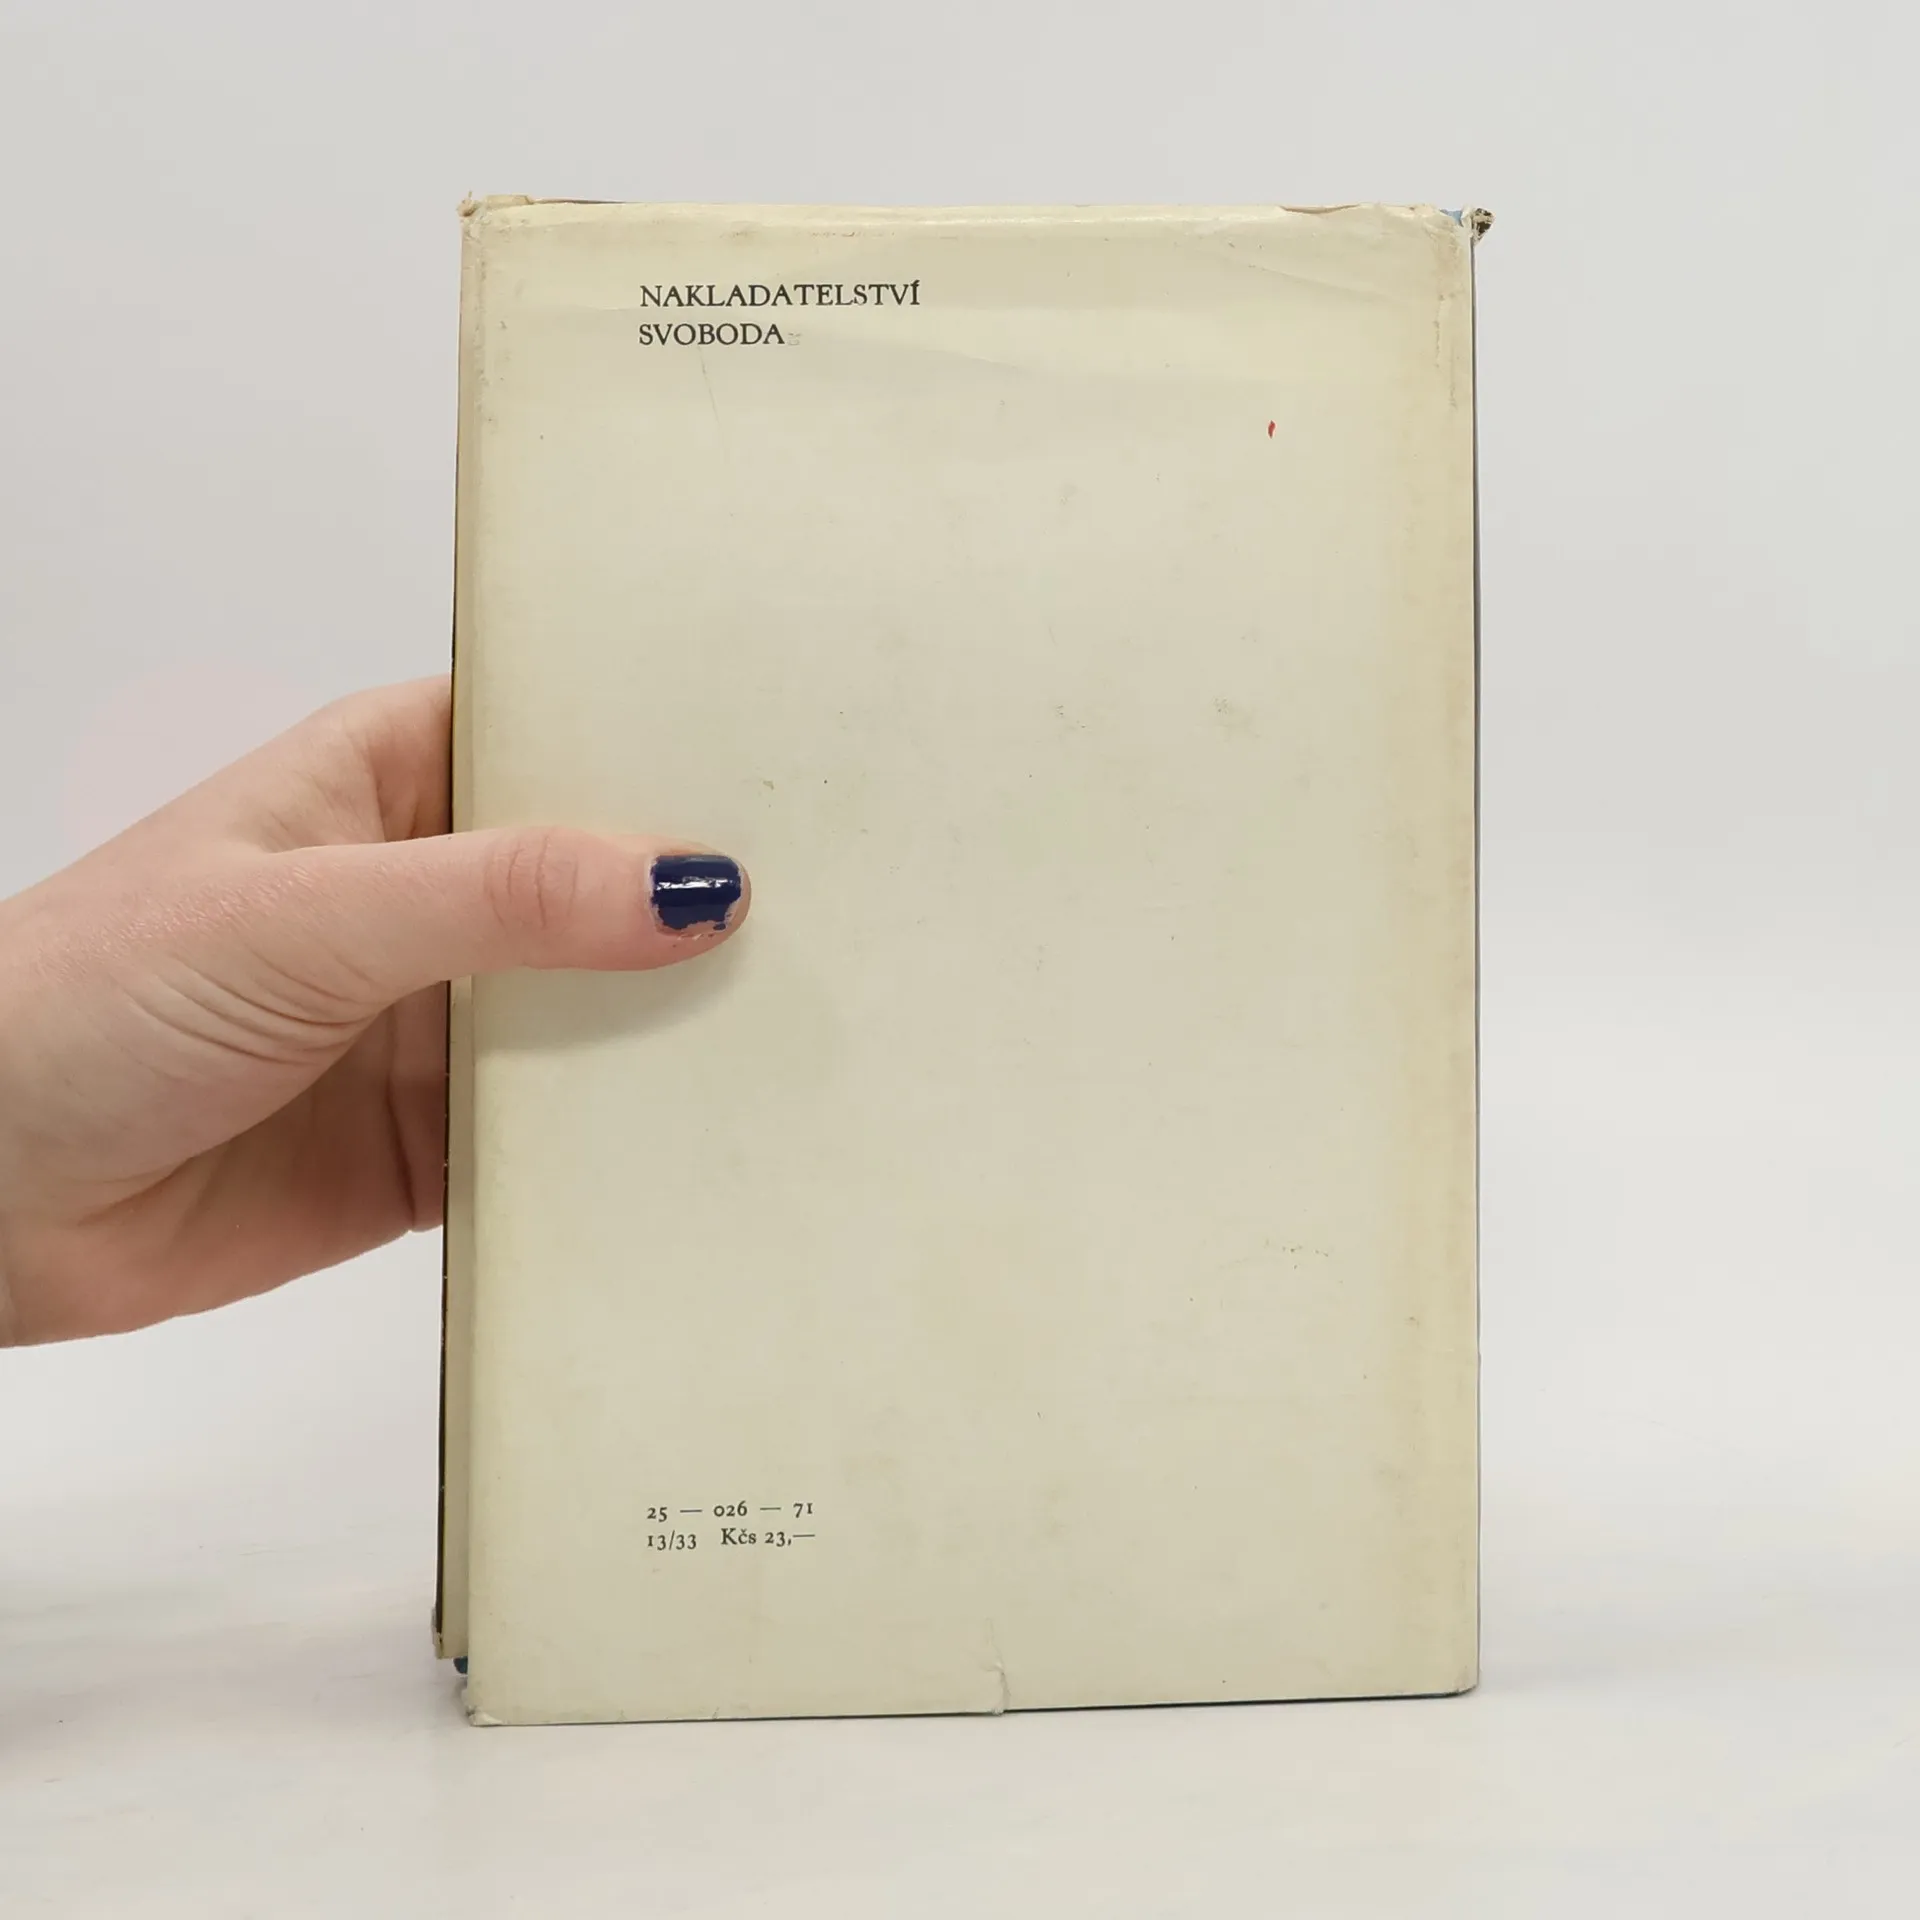 NAKLADATELSTVÍ
SVOBODA
25 — 026 — 71
13/33 Kčs 23,—